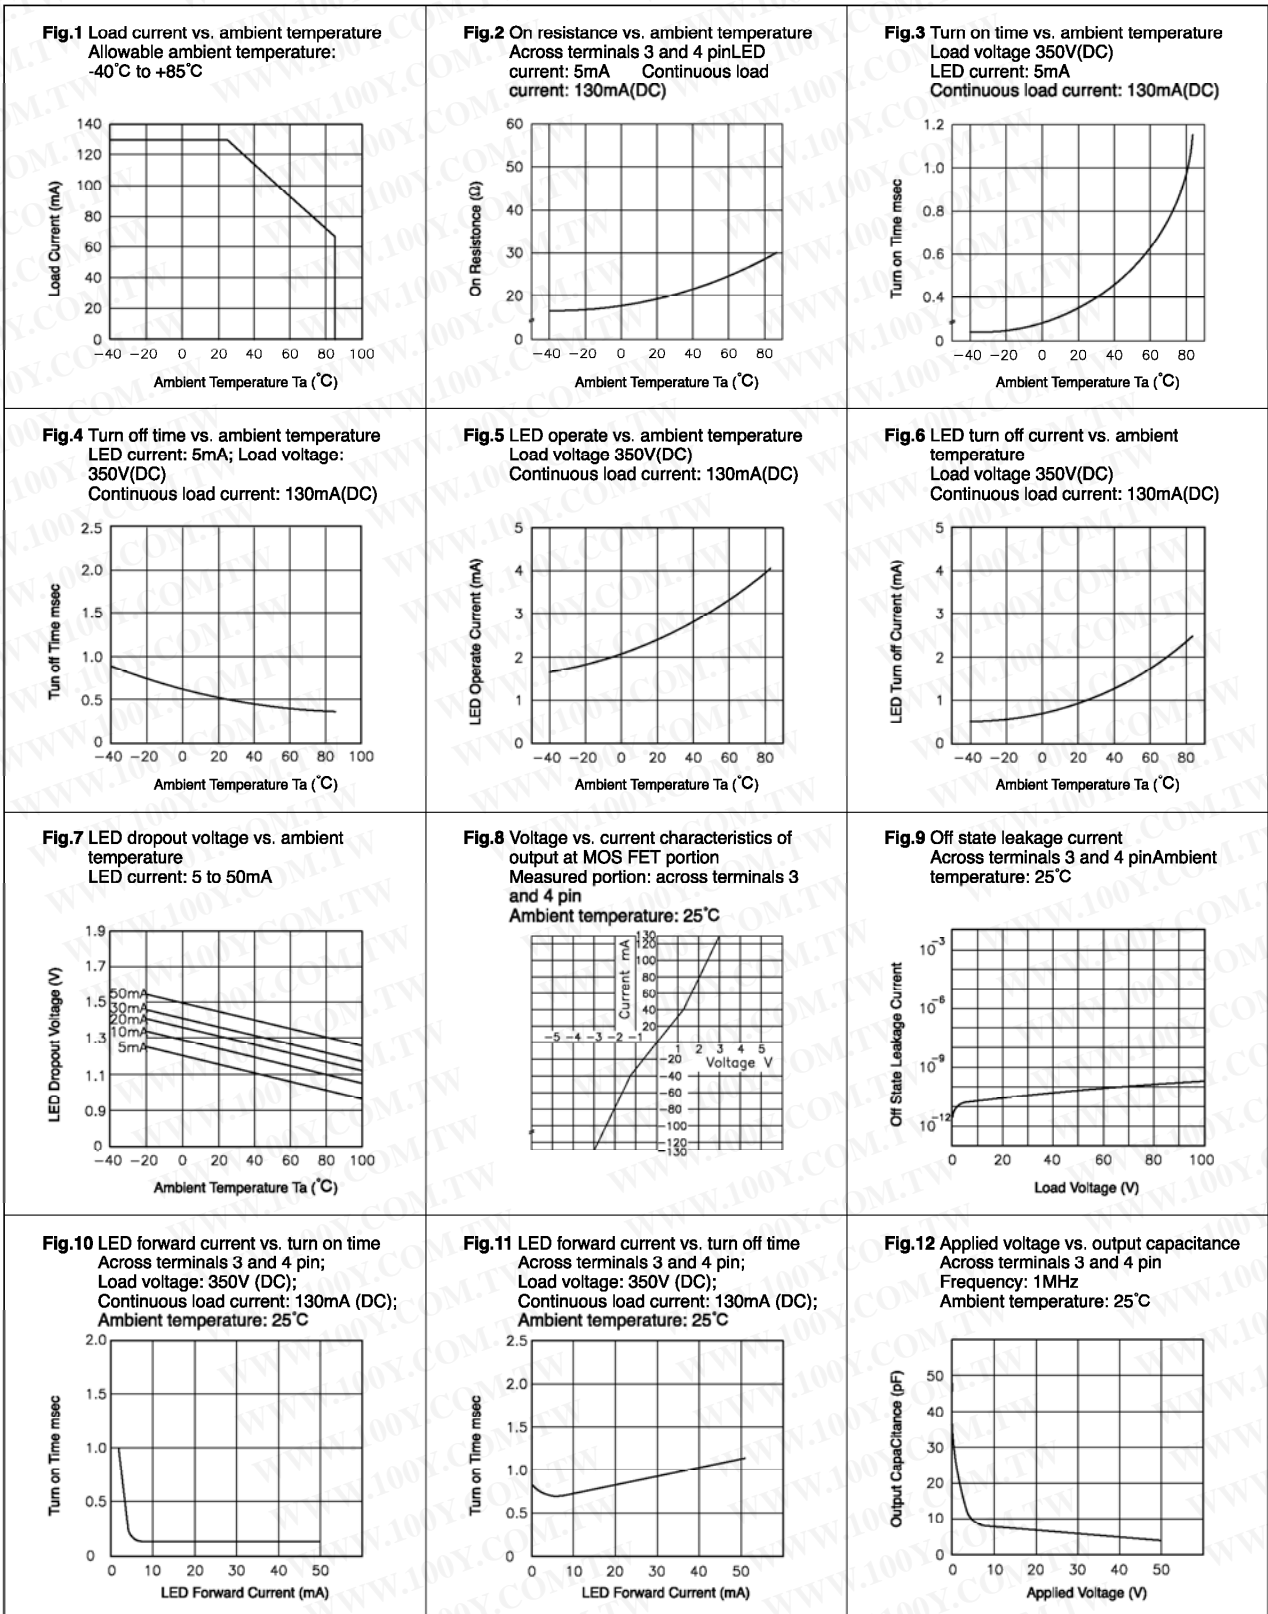 Fig.1 Load current vs. ambient temperature
Allowable ambient temperature:
-40°C to +85°C
140
120
100
80
60
40
20
0
-40 -20 0 20 40 60 80 100
Load Current (mA)
Ambient Temperature Ta (°C)
Fig.2 On resistance vs. ambient temperature
Across terminals 3 and 4 pinLED
current: 5mA Continuous load
current: 130mA(DC)
60
50
40
30
20
0
-40 -20 0 20 40 60 80
On Resistonce (Ω)
Ambient Temperature Ta (°C)
Fig.3 Turn on time vs. ambient temperature
Load voltage 350V(DC)
LED current: 5mA
Continuous load current: 130mA(DC)
1.2
1.0
0.8
0.6
0.4
0
-40 -20 0 20 40 60 80
Turn on Time msec
Ambient Temperature Ta (°C)
Fig.4 Turn off time vs. ambient temperature
LED current: 5mA; Load voltage:
350V(DC)
Continuous load current: 130mA(DC)
2.5
2.0
1.5
1.0
0.5
0
-40 -20 0 20 40 60 80 100
Tun off Time msec
Ambient Temperature Ta (°C)
Fig.5 LED operate vs. ambient temperature
Load voltage 350V(DC)
Continuous load current: 130mA(DC)
5
4
3
2
1
0
-40 -20 0 20 40 60 80
LED Operate Current (mA)
Ambient Temperature Ta (°C)
Fig.6 LED turn off current vs. ambient
temperature
Load voltage 350V(DC)
Continuous load current: 130mA(DC)
5
4
3
2
1
0
-40 -20 0 20 40 60 80
LED Turn off Current (mA)
Ambient Temperature Ta (°C)
Fig.7 LED dropout voltage vs. ambient
temperature
LED current: 5 to 50mA
1.9
1.7
1.5
1.3
1.1
0.9
0
50mA
30mA
20mA
10mA
5mA
-40 -20 0 20 40 60 80 100
LED Dropout Voltage (V)
Ambient Temperature Ta (°C)
Fig.8 Voltage vs. current characteristics of
output at MOS FET portion
Measured portion: across terminals 3
and 4 pin
Ambient temperature: 25°C
130
120
100
80
60
40
20
Current mA
-5 -4 -3 -2 -1 1 2 3 4 5
Voltage V
-20
-40
-60
-80
-100
-120
-130
Fig.9 Off state leakage current
Across terminals 3 and 4 pinAmbient
temperature: 25°C
10-3
10-6
10-9
10-12
0 20 40 60 80 100
Off State Leakage Current
Load Voltage (V)
Fig.10 LED forward current vs. turn on time
Across terminals 3 and 4 pin;
Load voltage: 350V (DC);
Continuous load current: 130mA (DC);
Ambient temperature: 25°C
2.0
1.5
1.0
0.5
0
0 10 20 30 40 50
Turn on Time msec
LED Forward Current (mA)
Fig.11 LED forward current vs. turn off time
Across terminals 3 and 4 pin;
Load voltage: 350V (DC);
Continuous load current: 130mA (DC);
Ambient temperature: 25°C
2.5
2.0
1.5
1.0
0.5
0
0 10 20 30 40 50
Turn on Time msec
LED Forward Current (mA)
Fig.12 Applied voltage vs. output capacitance
Across terminals 3 and 4 pin
Frequency: 1MHz
Ambient temperature: 25°C
50
40
30
20
10
0
0 10 20 30 40 50
Output CapaCitance (pF)
Applied Voltage (V)
WWW.100Y.COM.TW